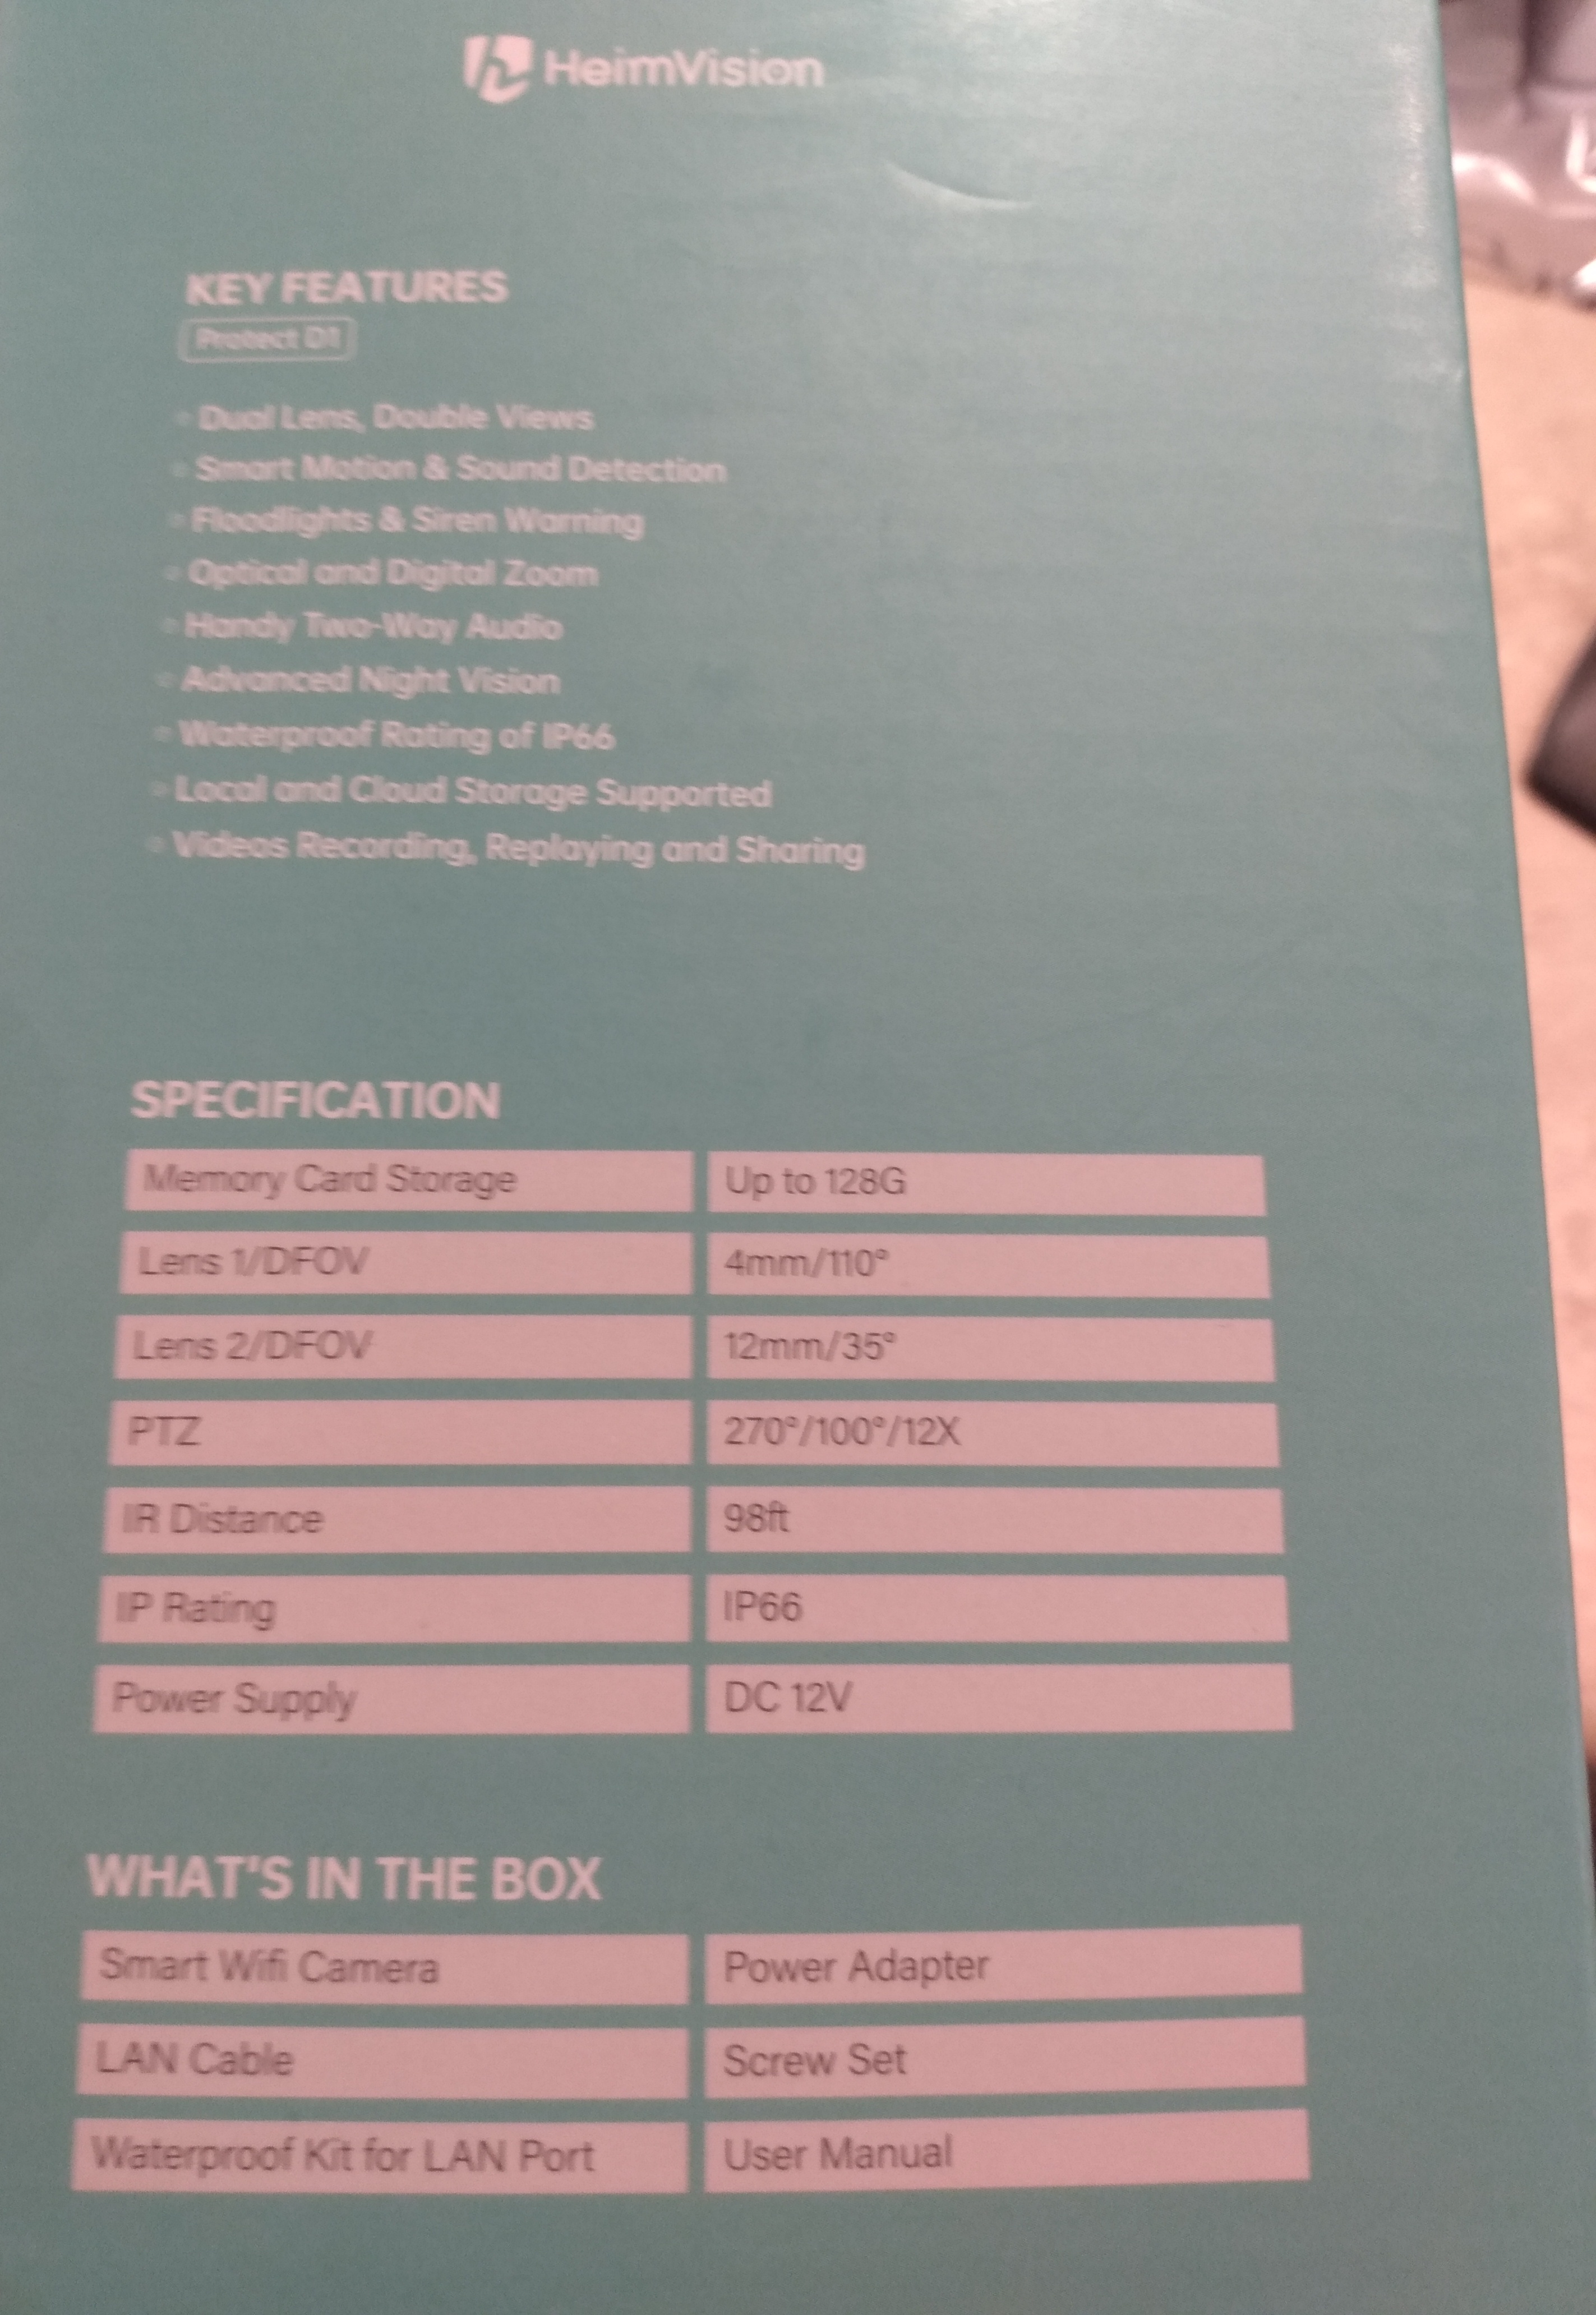 HeimVision
KEY FEATURES
Protect D1
◦ Dual Lens, Double Views
◦ Smart Motion & Sound Detection
◦ Floodlights & Siren Warning
◦ Optical and Digital Zoom
◦ Handy Two-Way Audio
◦ Advanced Night Vision
◦ Waterproof Rating of IP66
◦ Local and Cloud Storage Supported
◦ Videos Recording, Replaying and Sharing
SPECIFICATION
Memory Card Storage Up to 128G
Lens 1/DFOV 4mm/110°
Lens 2/DFOV 12mm/35°
PTZ 270°/100°/12X
IR Distance 98ft
IP Rating IP66
Power Supply DC 12V
WHAT'S IN THE BOX
Smart Wifi Camera Power Adapter
LAN Cable Screw Set
Waterproof Kit for LAN Port User Manual